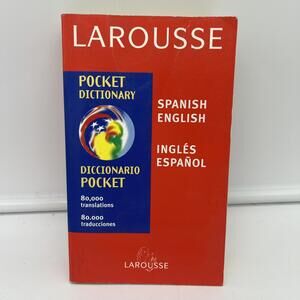 LAROUSSE
POCKET
DICTIONARY
SPANISH
ENGLISH
INGLÉS
ESPAÑOL
DICCIONARIO
POCKET
80,000
translations
80.000
traducciones
LAROUSSE